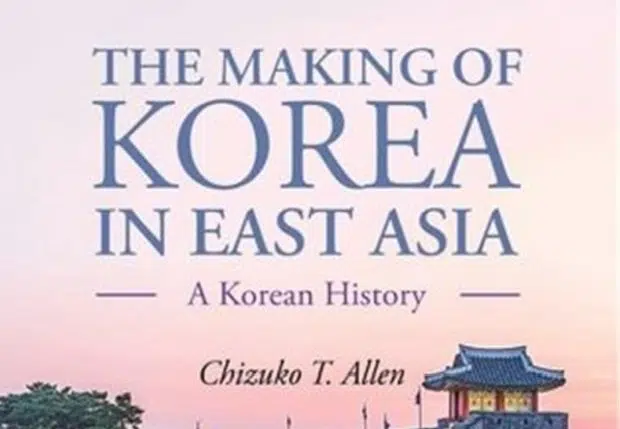 THE MAKING OF
KOREA
IN EAST ASIA
A Korean History
Chizuko T. Allen